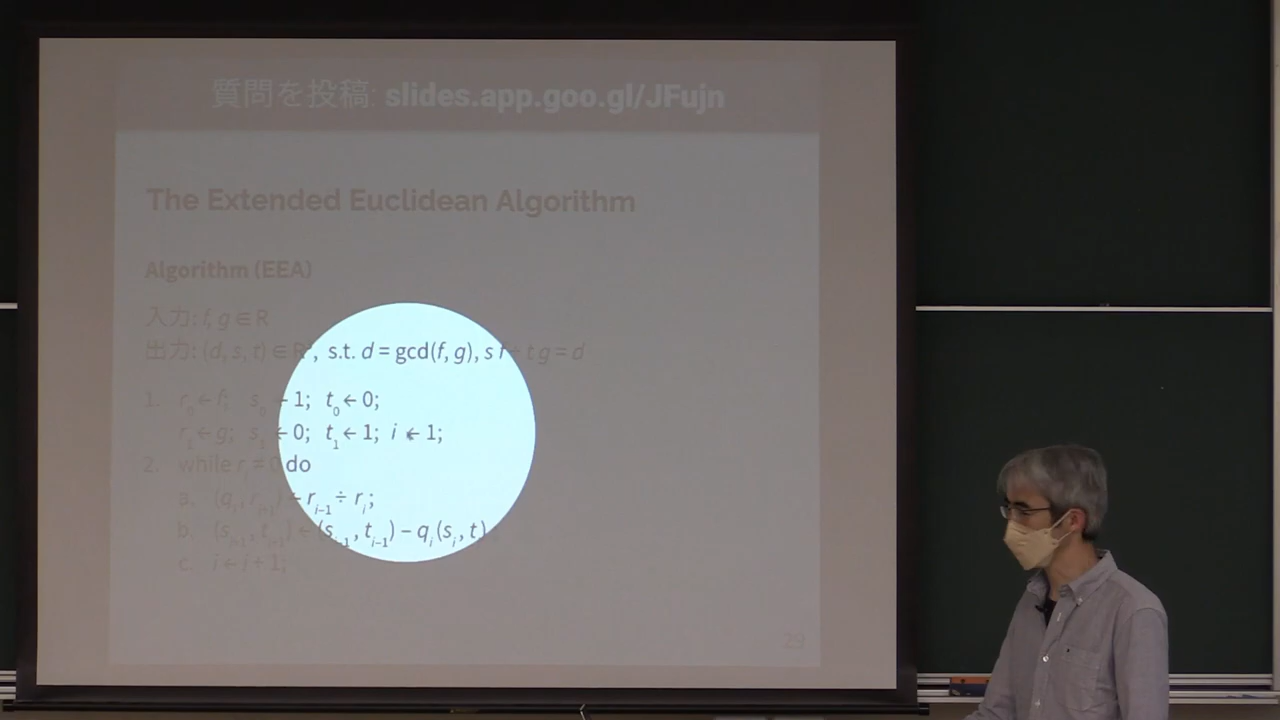 質問を投稿: slides.app.goo.gl/JFujn
The Extended Euclidean Algorithm
Algorithm (EEA)
入力: f, g ∈ R
出力: (d, s, t) ∈ R³, s.t. d = gcd(f, g), s f + t g = d
1. r₀ ← f; s₀ ← 1; t₀ ← 0;
r₁ ← g; s₁ ← 0; t₁ ← 1; i ← 1;
2. while rᵢ ≠ 0 do
a. (qᵢ, rᵢ₊₁) ← rᵢ₋₁ ÷ rᵢ;
b. (sᵢ₊₁, tᵢ₊₁) ← (sᵢ₋₁, tᵢ₋₁) − qᵢ(sᵢ, t)
c. i ← i + 1;
29